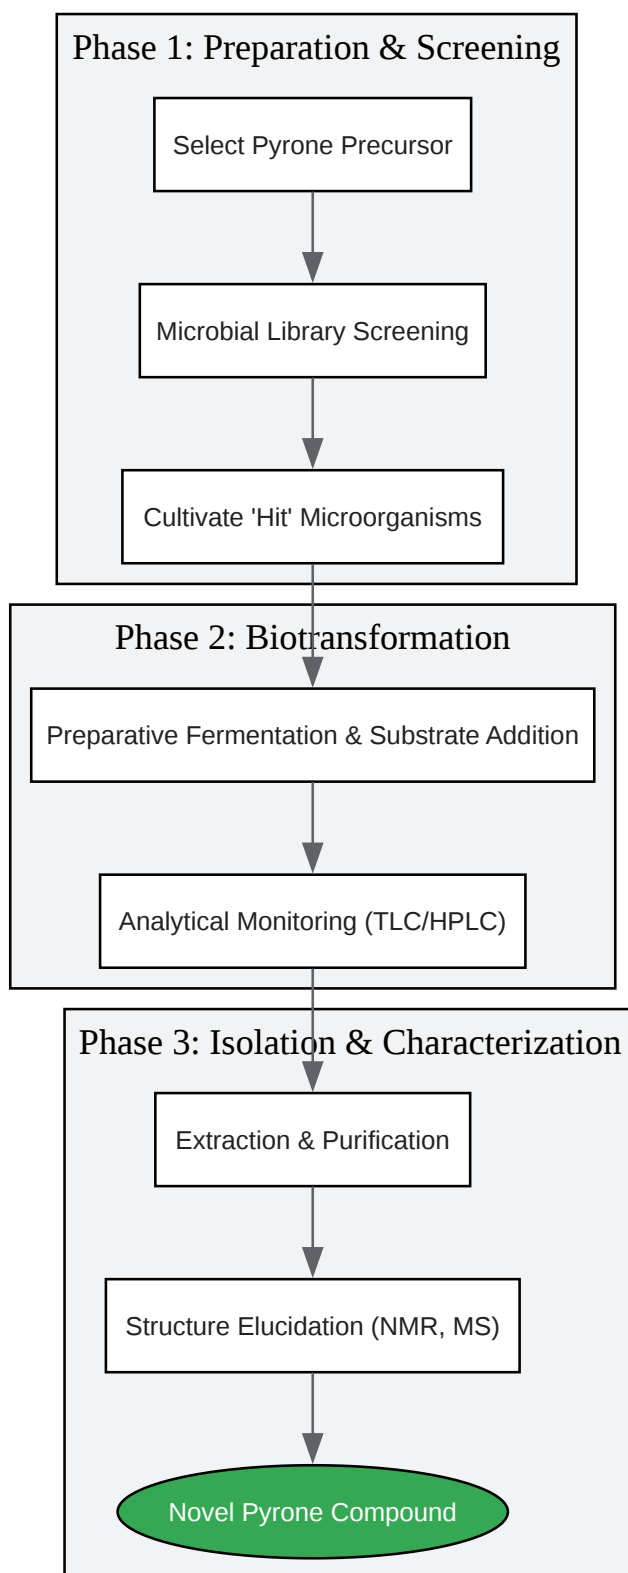 Phase 1: Preparation & Screening
Select Pyrone Precursor
Microbial Library Screening
Cultivate 'Hit' Microorganisms
Phase 2: Biotransformation
Preparative Fermentation & Substrate Addition
Analytical Monitoring (TLC/HPLC)
Phase 3: Isolation & Characterization
Extraction & Purification
Structure Elucidation (NMR, MS)
Novel Pyrone Compound